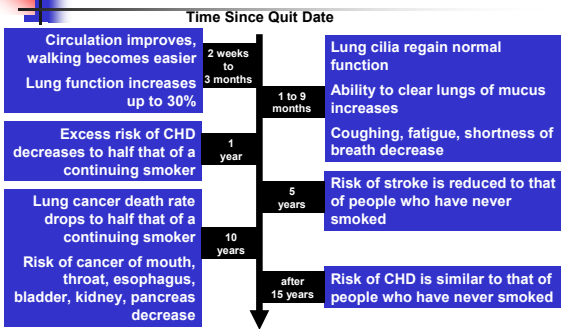 Time Since Quit Date
Circulation improves,
walking becomes easier
Lung function increases
up to 30%
2 weeks
to
3 months
Lung cilia regain normal
function
Ability to clear lungs of mucus
increases
Coughing, fatigue, shortness of
breath decrease
1 to 9
months
Excess risk of CHD
decreases to half that of a
continuing smoker
1
year
Risk of stroke is reduced to that
of people who have never
smoked
5
years
Lung cancer death rate
drops to half that of a
continuing smoker
Risk of cancer of mouth,
throat, esophagus,
bladder, kidney, pancreas
decrease
10
years
after
15 years
Risk of CHD is similar to that of
people who have never smoked